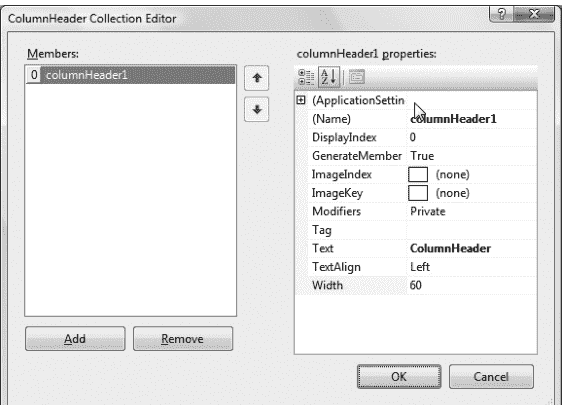 ColumnHeader Collection Editor
Members:
0 columnHeader1
Add
Remove
columnHeader1 properties:
(ApplicationSettin
(Name) columnHeader1
DisplayIndex 0
GenerateMember True
ImageIndex (none)
ImageKey (none)
Modifiers Private
Tag
Text ColumnHeader
TextAlign Left
Width 60
OK
Cancel